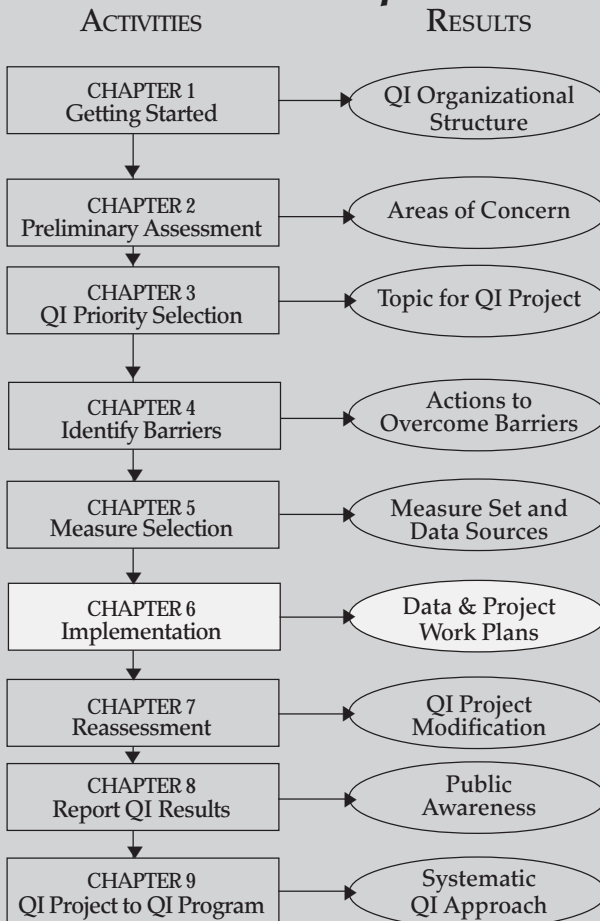 ACTIVITIES
RESULTS
CHAPTER 1
Getting Started
QI Organizational
Structure
CHAPTER 2
Preliminary Assessment
Areas of Concern
CHAPTER 3
QI Priority Selection
Topic for QI Project
CHAPTER 4
Identify Barriers
Actions to
Overcome Barriers
CHAPTER 5
Measure Selection
Measure Set and
Data Sources
CHAPTER 6
Implementation
Data & Project
Work Plans
CHAPTER 7
Reassessment
QI Project
Modification
CHAPTER 8
Report QI Results
Public
Awareness
CHAPTER 9
QI Project to QI Program
Systematic
QI Approach